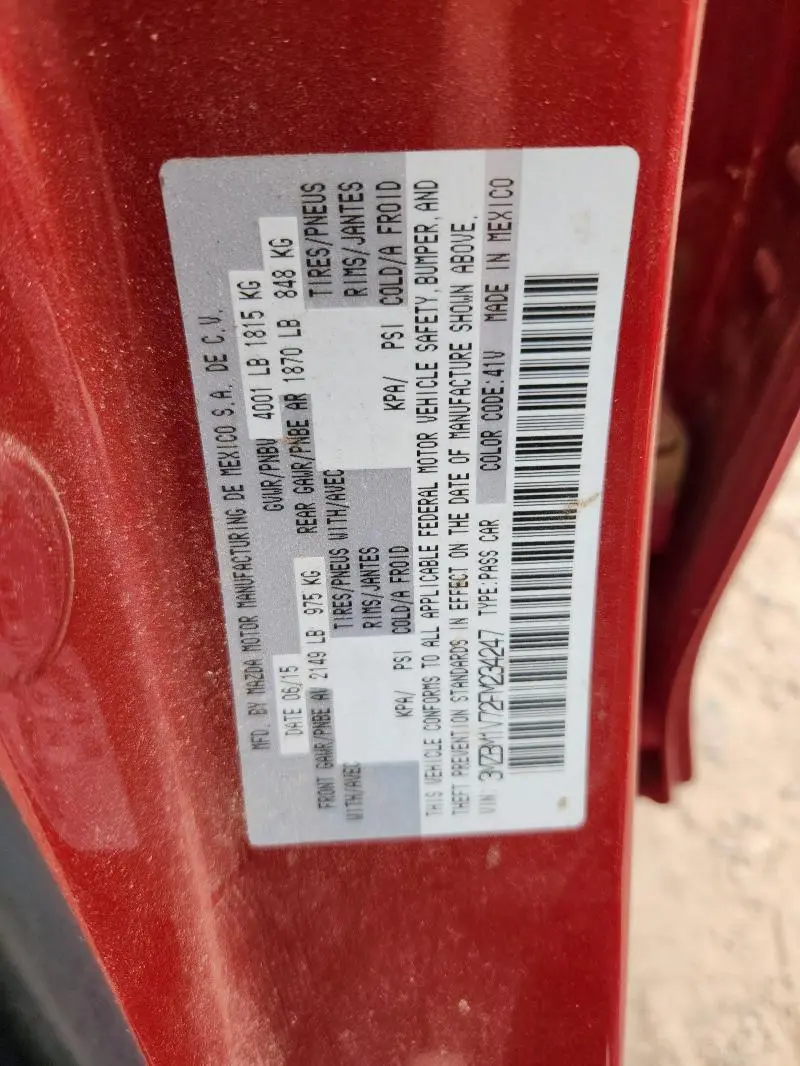 MFD. BY MAZDA MOTOR MANUFACTURING DE MEXICO S.A. DE C.V.
DATE 06/15 GVWR/PNBV 4001 LB 1815 KG
FRONT GAWR/PNBE AV 2149 LB 975 KG REAR GAWR/PNBE AR 1870 LB 848 KG
WITH/AVEC TIRES/PNEUS WITH/AVEC TIRES/PNEUS
RIMS/JANTES RIMS/JANTES
KPA/ PSI COLD/A FROID KPA/ PSI COLD/A FROID
THIS VEHICLE CONFORMS TO ALL APPLICABLE FEDERAL MOTOR VEHICLE SAFETY, BUMPER, AND
THEFT PREVENTION STANDARDS IN EFFECT ON THE DATE OF MANUFACTURE SHOWN ABOVE.
VIN: 3MZBM1V72FM234247 TYPE:PASS CAR COLOR CODE:41V MADE IN MEXICO